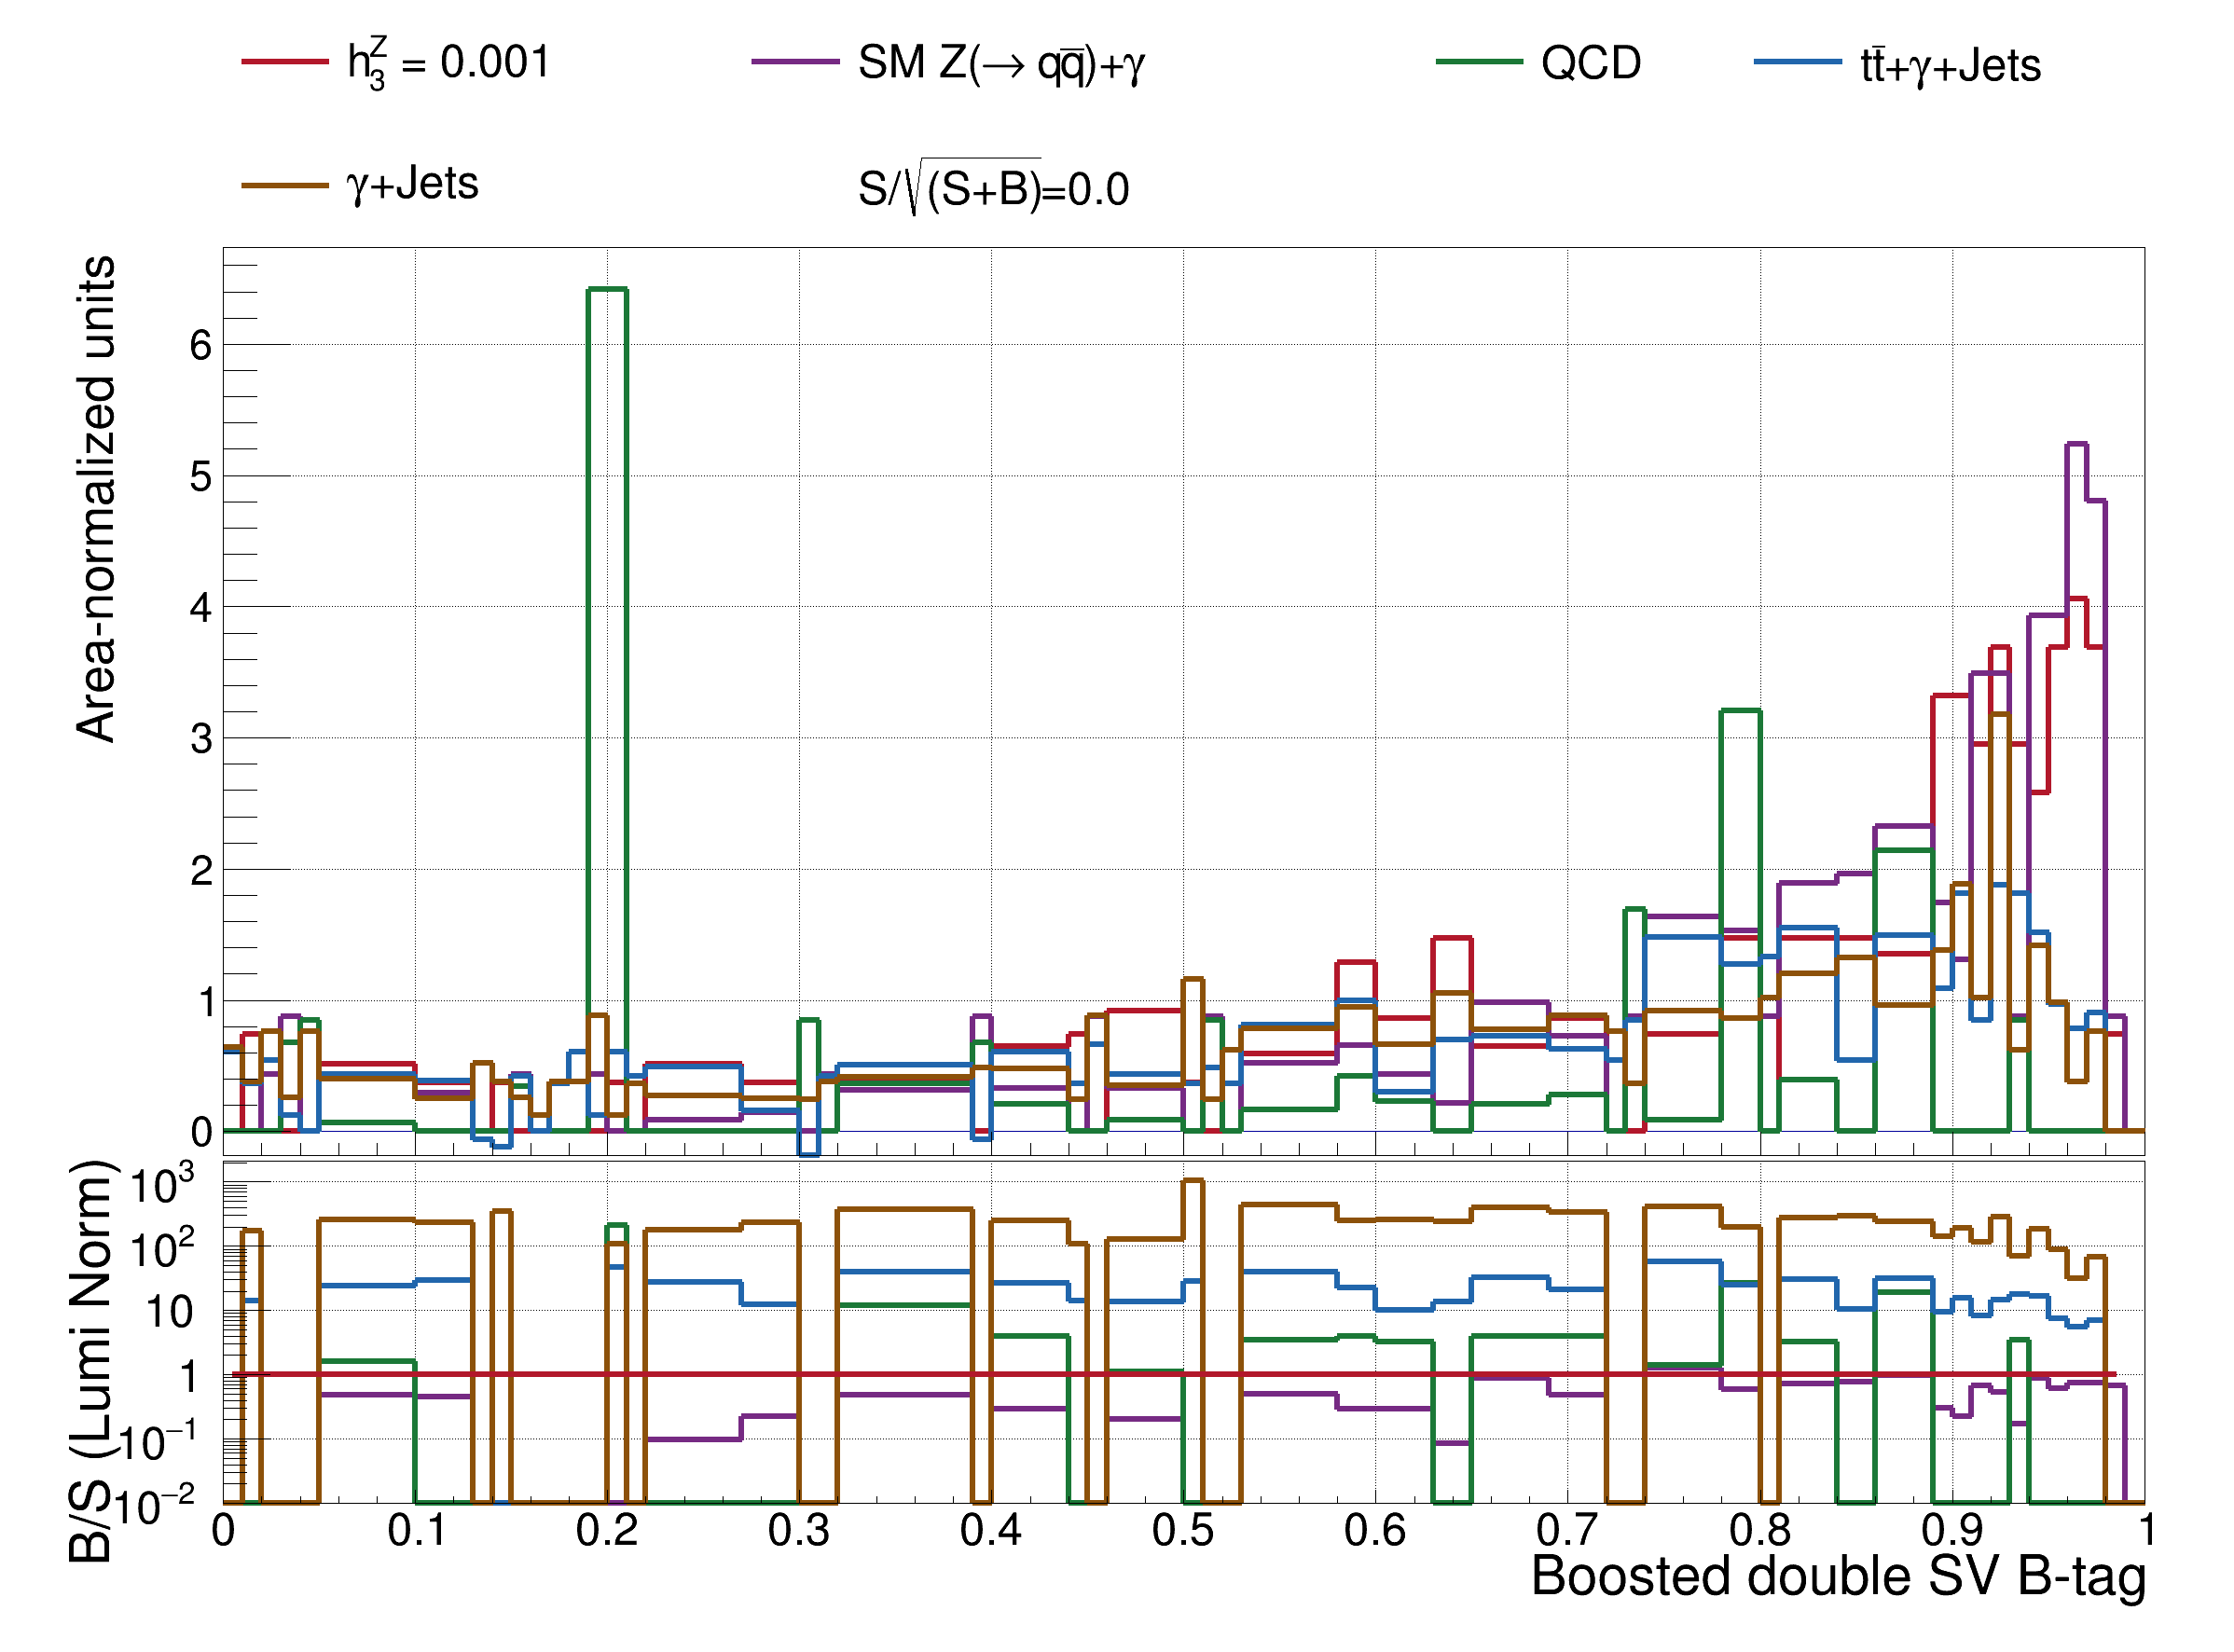 h₃ᶻ = 0.001 SM Z(→ qq̅)+γ QCD tt̅+γ+Jets
γ+Jets S/√(S+B)=0.0
Area-normalized units
6
5
4
3
2
1
0
B/S (Lumi Norm)
10³
10²
10
1
10⁻¹
10⁻²
0 0.1 0.2 0.3 0.4 0.5 0.6 0.7 0.8 0.9 1
Boosted double SV B-tag